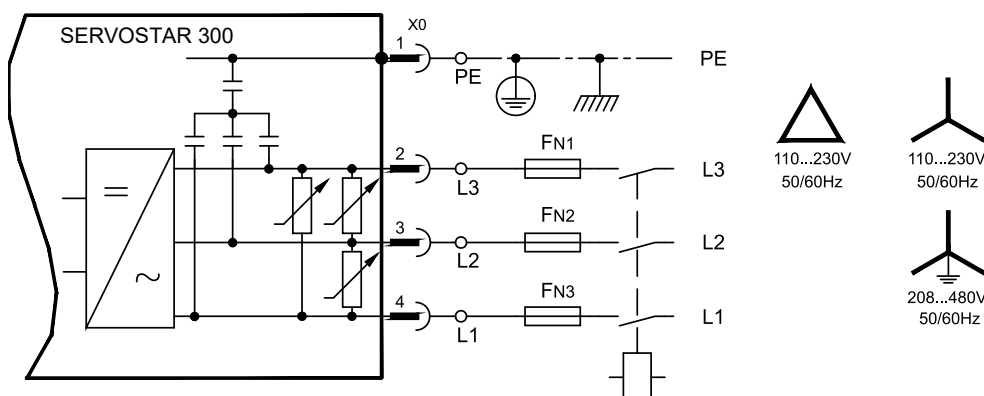 SERVOSTAR 300
X0
1
PE
PE
2
L3
FN1
L3
3
L2
FN2
L2
4
L1
FN3
L1
110...230V
50/60Hz
110...230V
50/60Hz
208...480V
50/60Hz